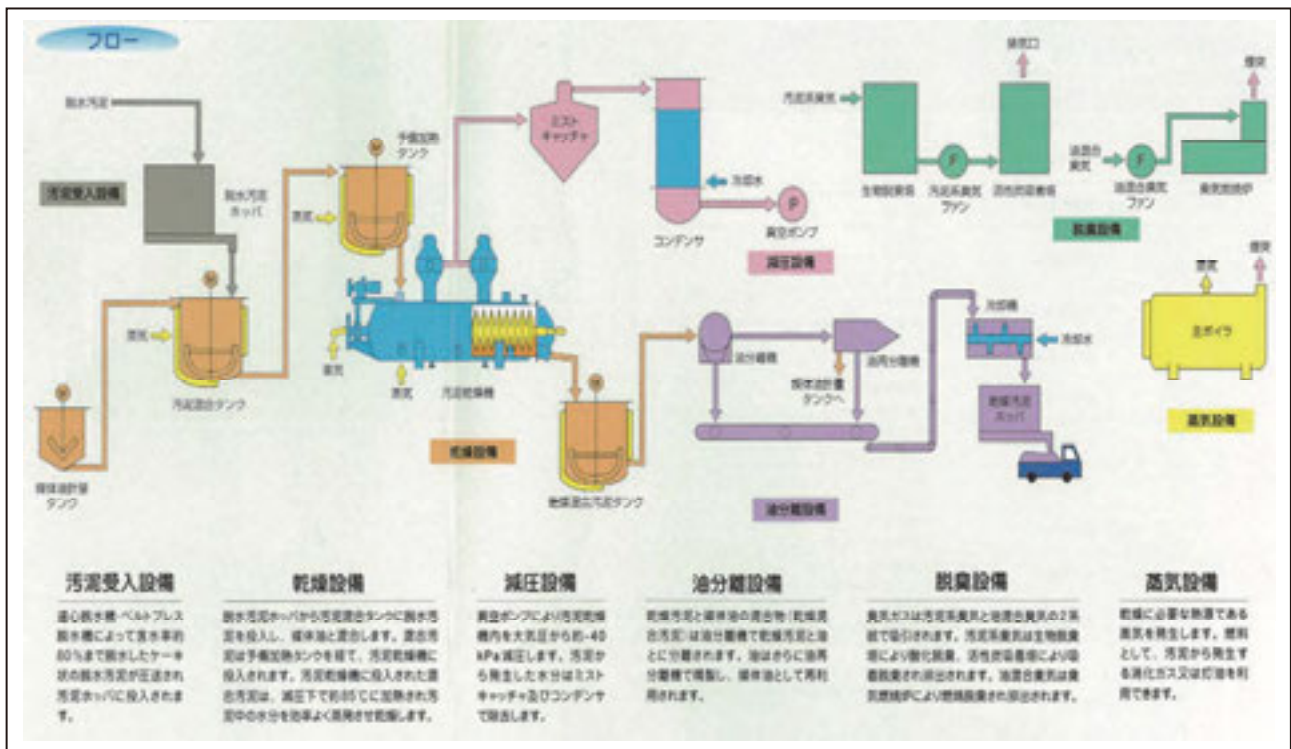 フロー
脱水汚泥
汚泥受入設備
脱水汚泥
ホッパ
蒸気
汚泥混合タンク
媒体油計量
タンク
予備加熱
タンク
蒸気
蒸気
蒸気
汚泥乾燥機
乾燥設備
ミスト
キャッチャ
冷却水
コンデンサ
P
真空ポンプ
減圧設備
乾燥混合汚泥タンク
油分離機
油再分離機
媒体油計量
タンクへ
油分離設備
冷却機
冷却水
乾燥汚泥
ホッパ
汚泥系臭気
生物脱臭塔
F
汚泥系臭気
ファン
排気口
活性炭吸着塔
油混合
臭気
F
油混合臭気
ファン
煙突
臭気燃焼炉
脱臭設備
蒸気
煙突
主ボイラ
蒸気設備
汚泥受入設備
遠心脱水機・ベルトプレス
脱水機によって含水率約
80%まで脱水したケーキ
状の脱水汚泥が圧送され
汚泥ホッパに投入されま
す。
乾燥設備
脱水汚泥ホッパから汚泥混合タンクに脱水汚
泥を投入し、媒体油と混合します。混合汚
泥は予備加熱タンクを経て、汚泥乾燥機に
投入されます。汚泥乾燥機に投入された混
合汚泥は、減圧下で約85℃に加熱され汚
泥中の水分を効率よく蒸発させ乾燥します。
減圧設備
真空ポンプにより汚泥乾燥
機内を大気圧から約-40
kPa減圧します。汚泥か
ら発生した水分はミスト
キャッチャ及びコンデンサ
で除去します。
油分離設備
乾燥汚泥と媒体油の混合物(乾燥混
合汚泥)は油分離機で乾燥汚泥と油
とに分離されます。油はさらに油再
分離機で精製し、媒体油として再利
用されます。
脱臭設備
臭気ガスは汚泥系臭気と油混合臭気の2系
統で吸引されます。汚泥系臭気は生物脱臭
塔により酸化脱臭、活性炭吸着塔により吸
着脱臭され排出されます。油混合臭気は臭
気燃焼炉により燃焼脱臭され排出されます。
蒸気設備
乾燥に必要な熱源である
蒸気を発生します。燃料
として、汚泥から発生す
る消化ガス又は灯油を利
用できます。